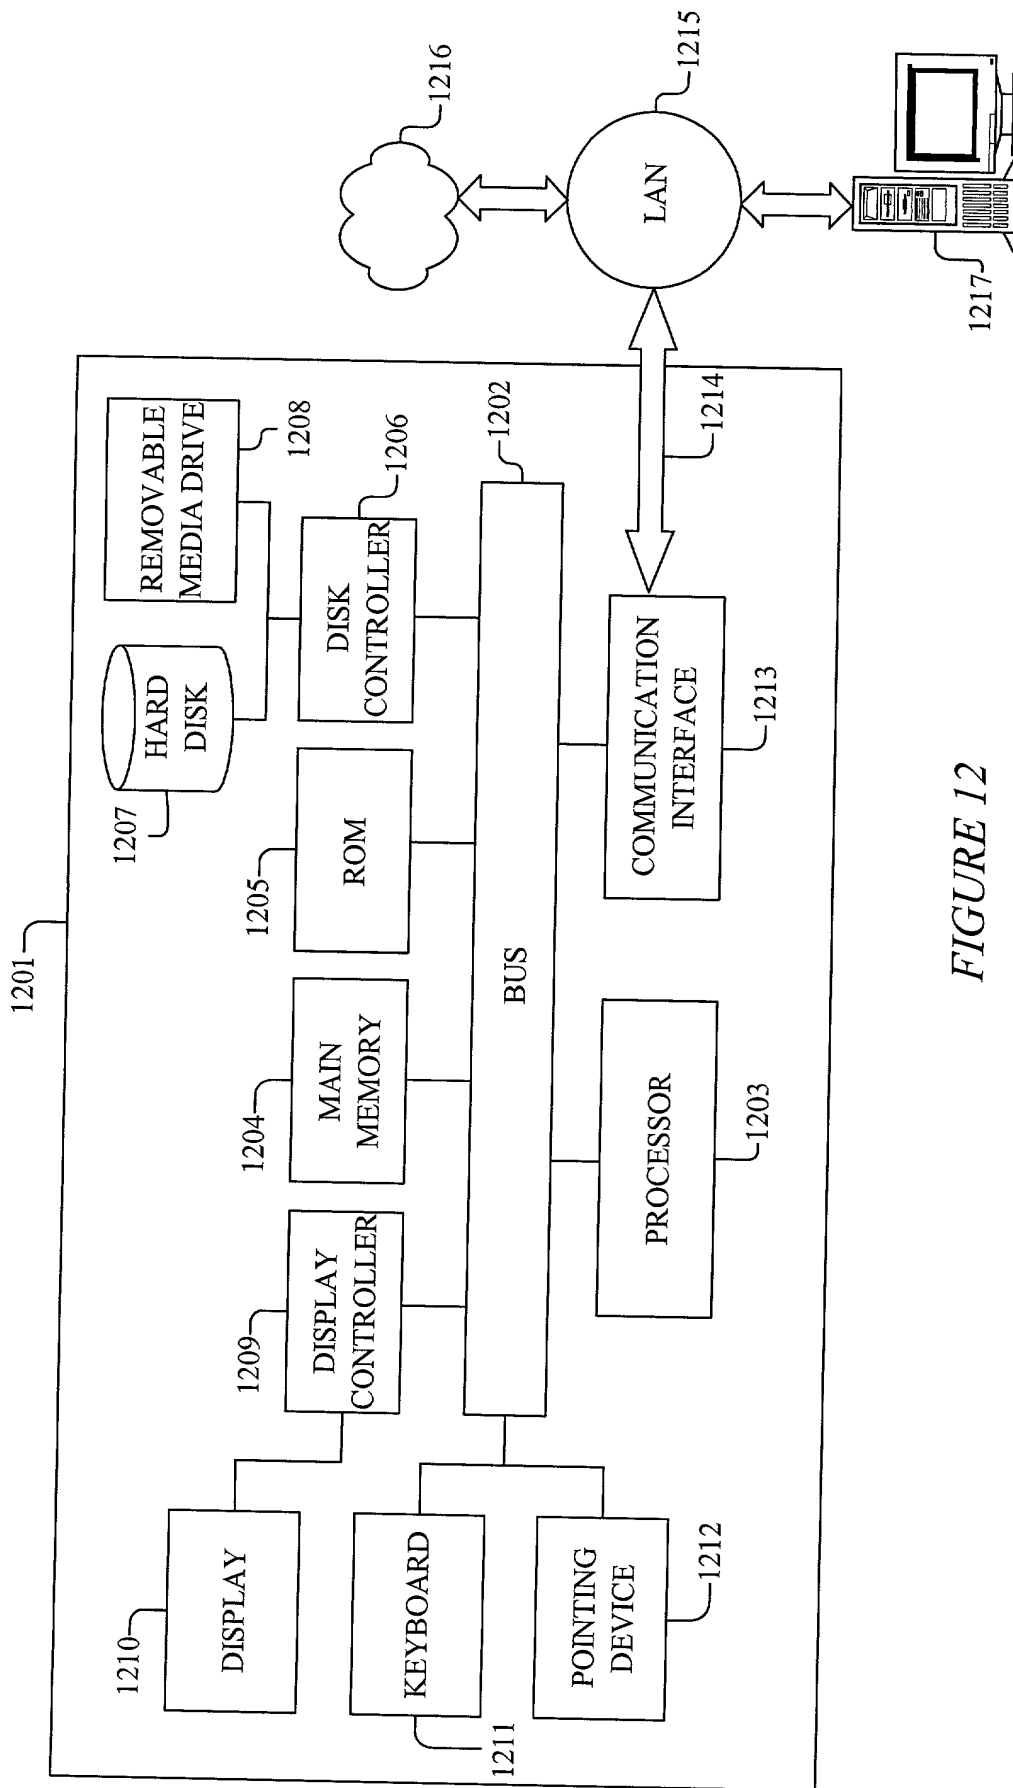 1201
1210
DISPLAY
1211
KEYBOARD
1212
POINTING
DEVICE
1209
DISPLAY
CONTROLLER
1204
MAIN
MEMORY
1205
ROM
1207
HARD
DISK
REMOVABLE
MEDIA DRIVE
1208
DISK
CONTROLLER
1206
BUS
1202
PROCESSOR
1203
COMMUNICATION
INTERFACE
1213
1214
1216
LAN
1215
1217
FIGURE 12